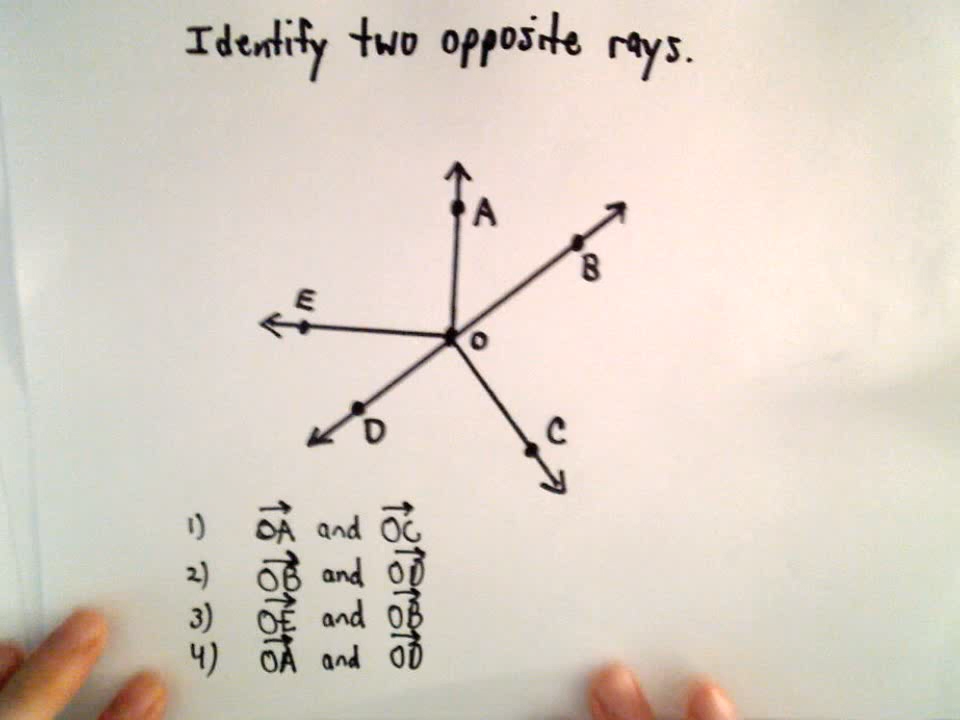 Identify two opposite rays.
A
B
E
O
D
C
1) OA and OC
2) OB and OD
3) OE and OB
4) OA and OD